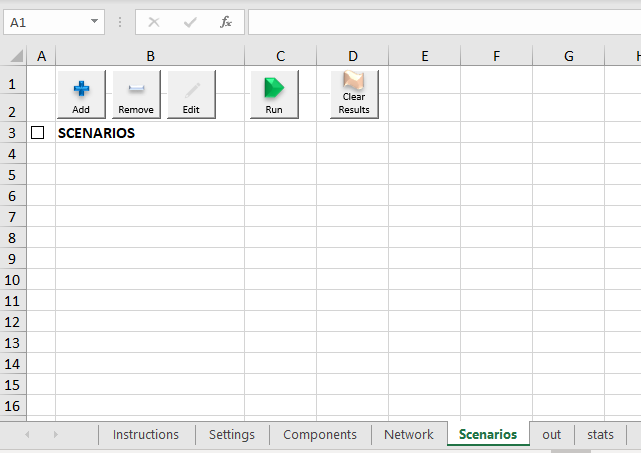 A1
fx
A B C D E F G H
1
Add Remove Edit Run Clear Results
2
3 SCENARIOS
4
5
6
7
8
9
10
11
12
13
14
15
16
Instructions Settings Components Network Scenarios out stats